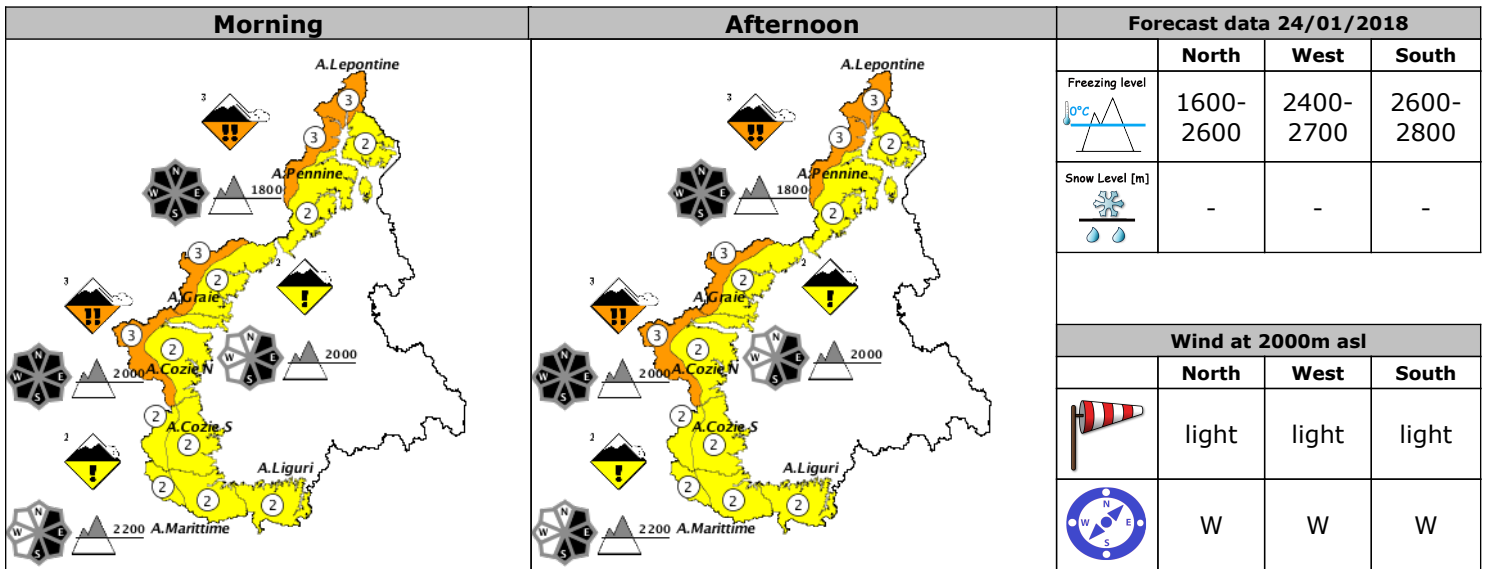 Morning
Afternoon
Forecast data 24/01/2018
A.Lepontine
3
3
3
2
A.Pennine
N
W E
S
1800
2
3
2
2
A.Graie
3
3
2
N
W E
S
2000
N
W E
S
2000
A.Cozie N
2
A.Cozie S
2
2
A.Liguri
2
2
2
N
W E
S
2200
A.Marittime
A.Lepontine
3
3
3
2
A.Pennine
N
W E
S
1800
2
3
2
2
A.Graie
3
3
2
N
W E
S
2000
N
W E
S
2000
A.Cozie N
2
A.Cozie S
2
2
A.Liguri
2
2
2
N
W E
S
2200
A.Marittime
North West South
Freezing level
0°C
1600-2600
2400-2700
2600-2800
Snow Level [m]
- - -
Wind at 2000m asl
North West South
light light light
N
W E
S
W W W